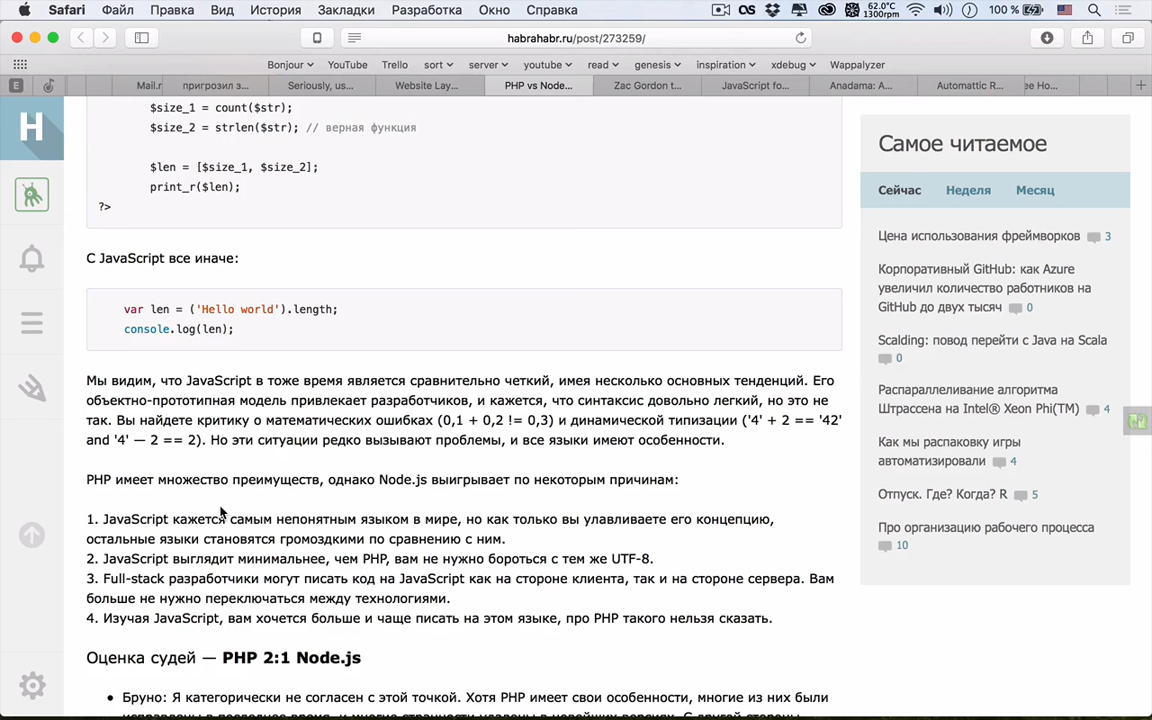 Safari Файл Правка Вид История Закладки Разработка Окно Справка 62.0°C 1300rpm 100 %
habrahabr.ru/post/273259/
Bonjour YouTube Trello sort server youtube read genesis inspiration xdebug Wappalyzer
E Mail.r пригрозил з... Seriously, us... Website Lay... PHP vs Node... Zac Gordon t... JavaScript fo... Anadama: A... Automattic R... ee Ho...
H
$size_1 = count($str);
$size_2 = strlen($str); // верная функция
$len = [$size_1, $size_2];
print_r($len);
?>
С JavaScript все иначе:
var len = ('Hello world').length;
console.log(len);
Мы видим, что JavaScript в тоже время является сравнительно четкий, имея несколько основных тенденций. Его
объектно-прототипная модель привлекает разработчиков, и кажется, что синтаксис довольно легкий, но это не
так. Вы найдете критику о математических ошибках (0,1 + 0,2 != 0,3) и динамической типизации ('4' + 2 == '42'
and '4' — 2 == 2). Но эти ситуации редко вызывают проблемы, и все языки имеют особенности.
PHP имеет множество преимуществ, однако Node.js выигрывает по некоторым причинам:
1. JavaScript кажется самым непонятным языком в мире, но как только вы улавливаете его концепцию,
остальные языки становятся громоздкими по сравнению с ним.
2. JavaScript выглядит минимальнее, чем PHP, вам не нужно бороться с тем же UTF-8.
3. Full-stack разработчики могут писать код на JavaScript как на стороне клиента, так и на стороне сервера. Вам
больше не нужно переключаться между технологиями.
4. Изучая JavaScript, вам хочется больше и чаще писать на этом языке, про PHP такого нельзя сказать.
Оценка судей — PHP 2:1 Node.js
• Бруно: Я категорически не согласен с этой точкой. Хотя PHP имеет свои особенности, многие из них были
Самое читаемое
Сейчас Неделя Месяц
Цена использования фреймворков 3
Корпоративный GitHub: как Azure
увеличил количество работников на
GitHub до двух тысяч 0
Scalding: повод перейти с Java на Scala
0
Распараллеливание алгоритма
Штрассена на Intel® Xeon Phi(TM) 4
Как мы распаковку игры
автоматизировали 4
Отпуск. Где? Когда? R 5
Про организацию рабочего процесса
10